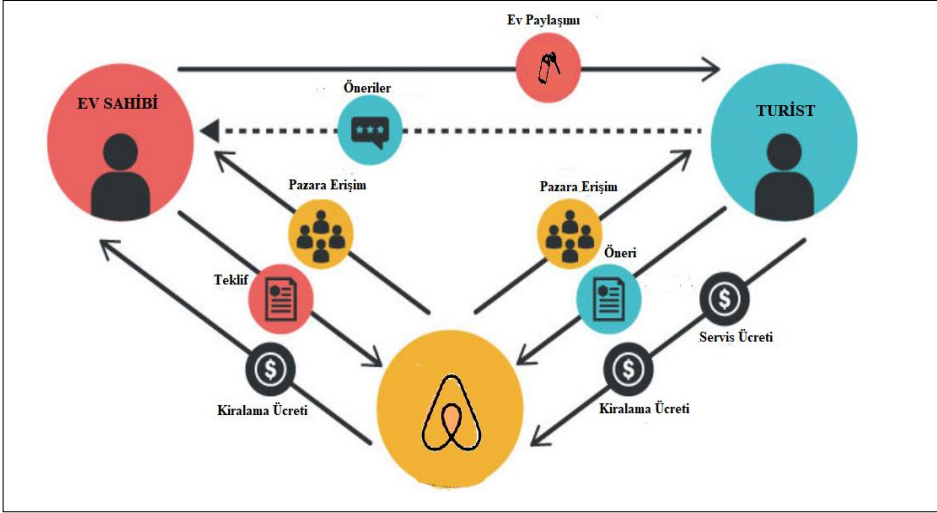 Ev Paylaşımı
Öneriler
EV SAHİBİ
TURİST
Pazara Erişim
Pazara Erişim
Teklif
Öneri
Servis Ücreti
Kiralama Ücreti
Kiralama Ücreti